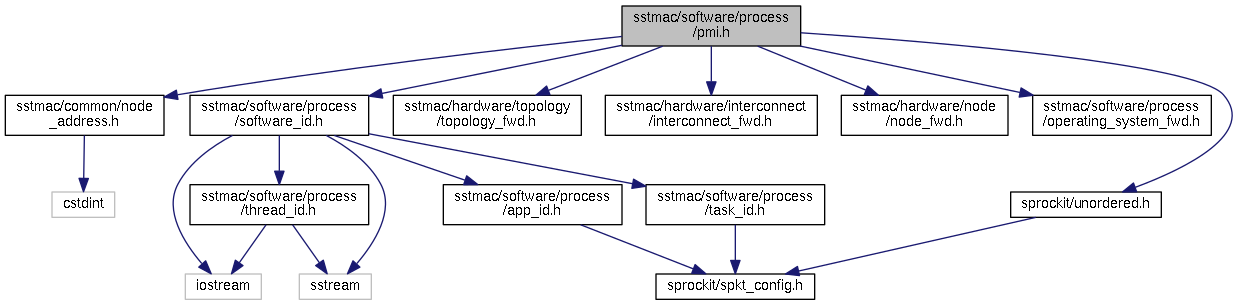 sstmac/software/process
/pmi.h
sstmac/common/node
_address.h
sstmac/software/process
/software_id.h
sstmac/hardware/topology
/topology_fwd.h
sstmac/hardware/interconnect
/interconnect_fwd.h
sstmac/hardware/node
/node_fwd.h
sstmac/software/process
/operating_system_fwd.h
cstdint
sstmac/software/process
/thread_id.h
sstmac/software/process
/app_id.h
sstmac/software/process
/task_id.h
sprockit/unordered.h
iostream
sstream
sprockit/spkt_config.h